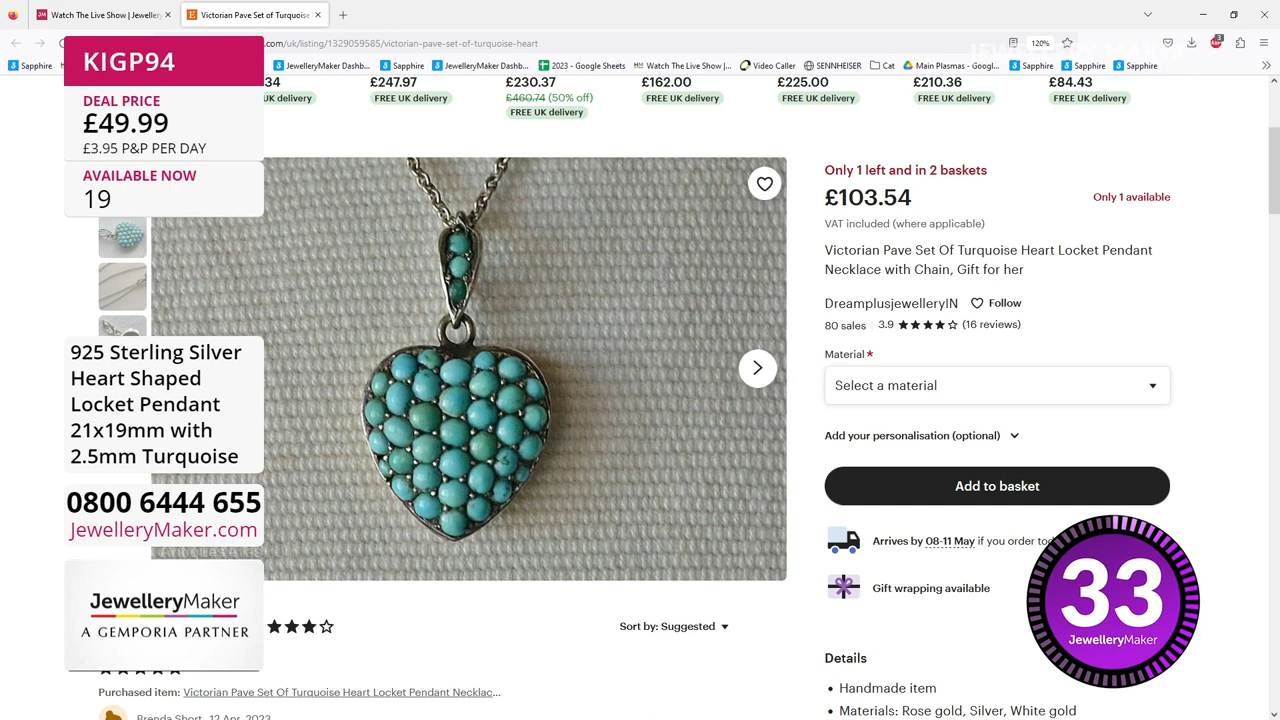 Watch The Live Show | Jeweller
Victorian Pave Set of Turquoise
.com/uk/listing/1329059585/victorian-pave-set-of-turquoise-heart
120%
3
Sapphire
JewelleryMaker Dashb...
Sapphire
JewelleryMaker Dashb...
2023 - Google Sheets
Watch The Live Show |...
Video Caller
SENNHEISER
Cat
Main Plasmas - Googl...
Sapphire
Sapphire
Sapphire
KIGP94
DEAL PRICE
£49.99
£3.95 P&P PER DAY
AVAILABLE NOW
19
34
£247.97
£230.37
£162.00
£225.00
£210.36
£84.43
£460.74 (50% off)
UK delivery
FREE UK delivery
FREE UK delivery
FREE UK delivery
FREE UK delivery
FREE UK delivery
FREE UK delivery
Only 1 left and in 2 baskets
£103.54
Only 1 available
VAT included (where applicable)
Victorian Pave Set Of Turquoise Heart Locket Pendant
Necklace with Chain, Gift for her
DreamplusjewelleryIN
Follow
80 sales
3.9
(16 reviews)
Material*
Select a material
Add your personalisation (optional)
Add to basket
Arrives by 08-11 May if you order
Gift wrapping available
Details
• Handmade item
• Materials: Rose gold, Silver, White gold
925 Sterling Silver
Heart Shaped
Locket Pendant
21x19mm with
2.5mm Turquoise
0800 6444 655
JewelleryMaker.com
JewelleryMaker
A GEMPORIA PARTNER
33
JewelleryMaker
Sort by: Suggested
Purchased item: Victorian Pave Set Of Turquoise Heart Locket Pendant Necklac...
Brenda Short 12 Apr, 2023